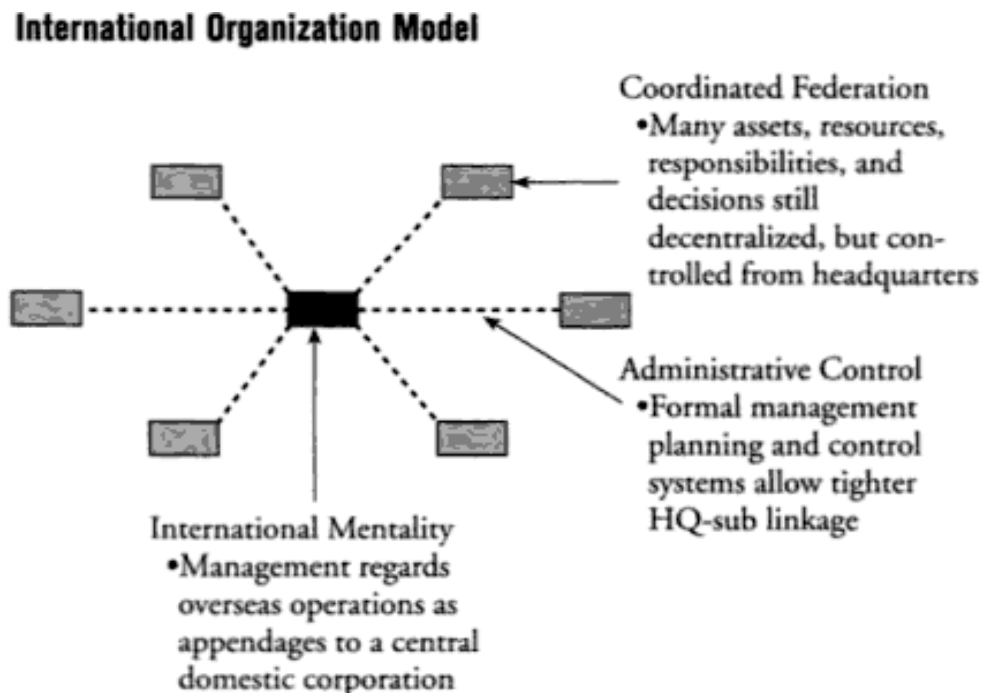 International Organization Model
Coordinated Federation
•Many assets, resources,
responsibilities, and
decisions still
decentralized, but con-
trolled from headquarters
Administrative Control
•Formal management
planning and control
systems allow tighter
HQ-sub linkage
International Mentality
•Management regards
overseas operations as
appendages to a central
domestic corporation